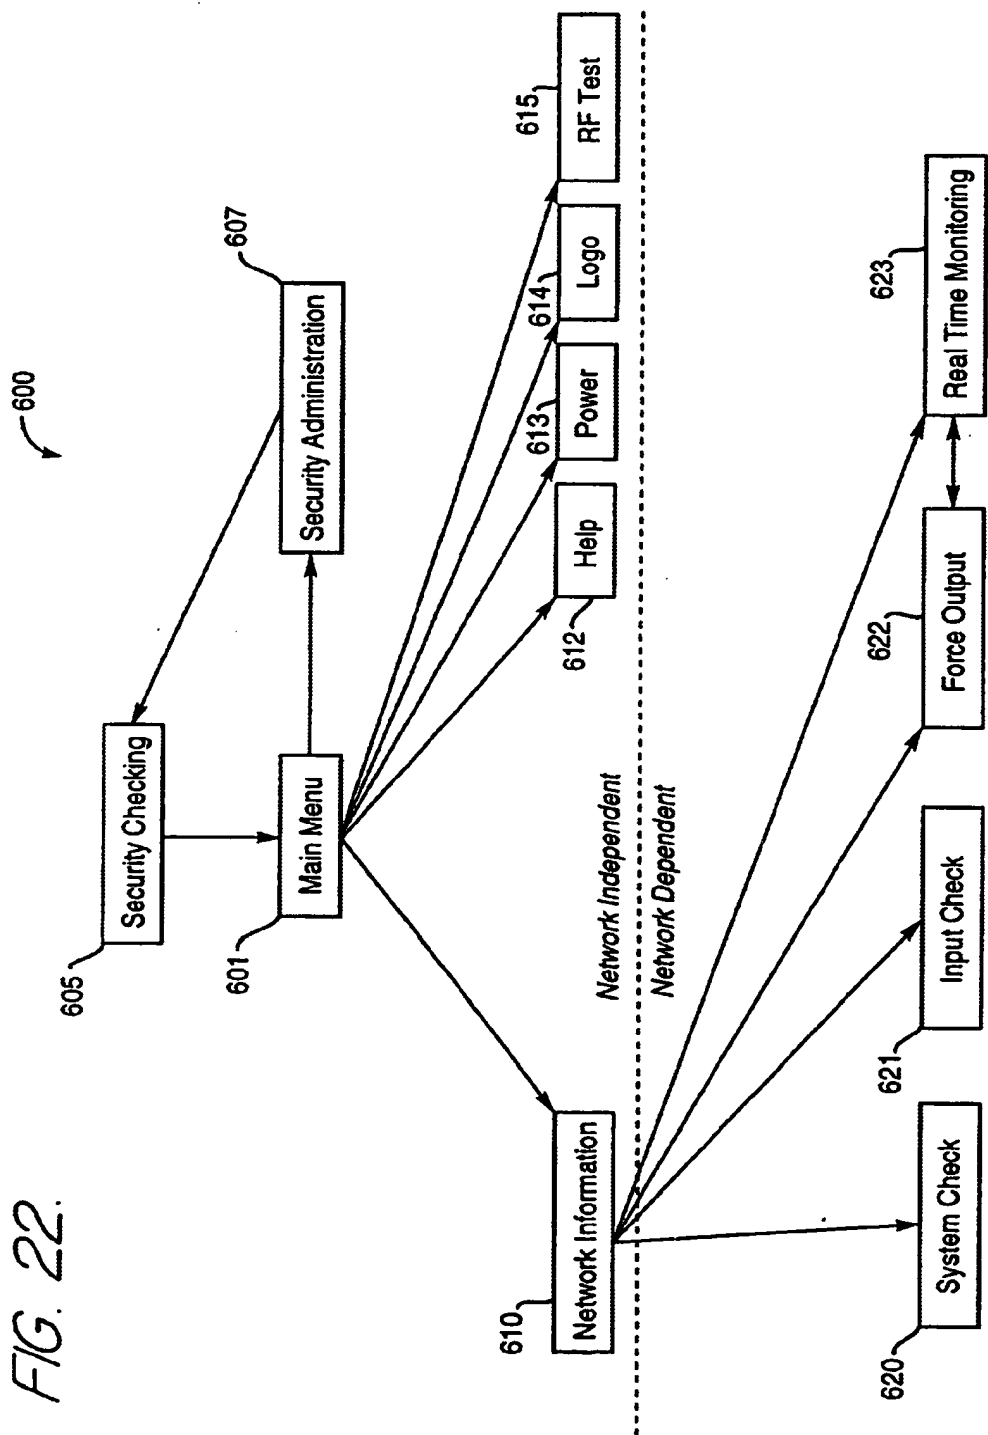 FIG. 22.
600
605
Security Checking
601
Main Menu
607
Security Administration
610
Network Information
612
Help
613
Power
614
Logo
615
RF Test
Network Independent
Network Dependent
620
System Check
621
Input Check
622
Force Output
623
Real Time Monitoring